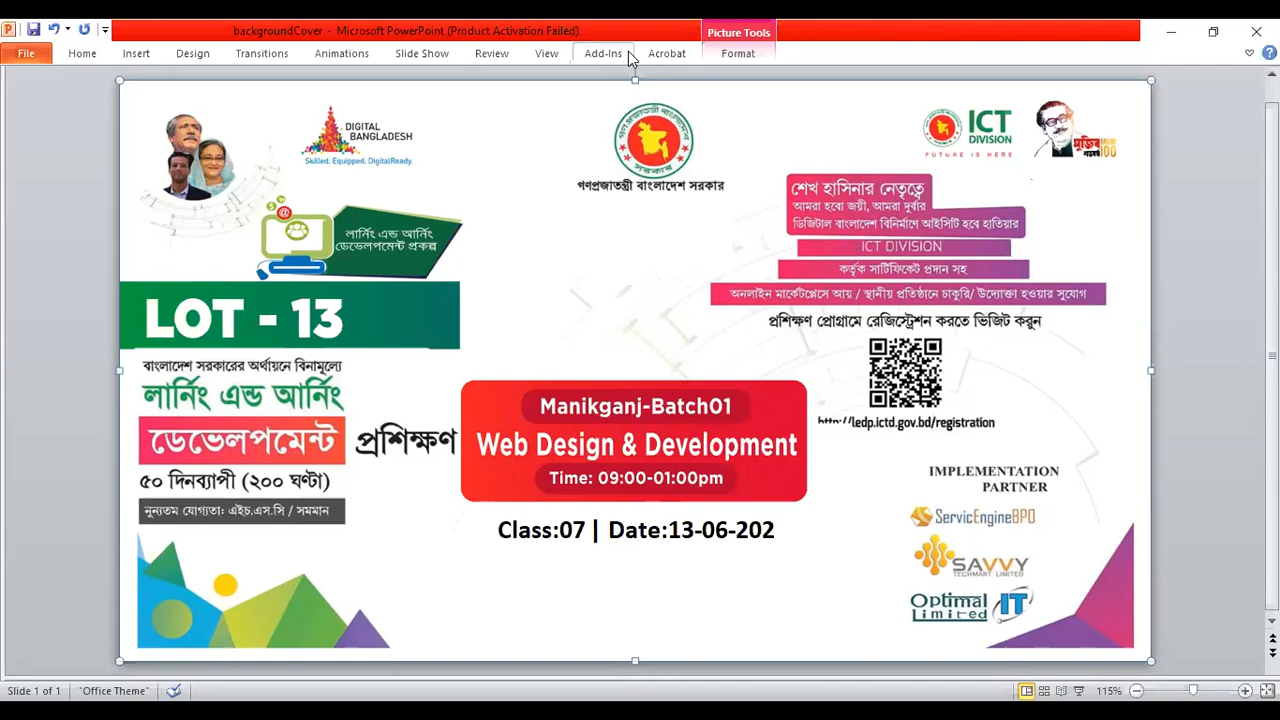 backgroundCover - Microsoft PowerPoint (Product Activation Failed)
Picture Tools
File
Home
Insert
Design
Transitions
Animations
Slide Show
Review
View
Add-Ins
Acrobat
Format
DIGITAL
BANGLADESH
Skilled. Equipped. DigitalReady.
গণপ্রজাতন্ত্রী বাংলাদেশ
সরকার
গণপ্রজাতন্ত্রী বাংলাদেশ সরকার
ICT
DIVISION
FUTURE IS HERE
মুজিব
100
লার্নিং এন্ড আর্নিং
ডেভেলপমেন্ট প্রকল্প
শেখ হাসিনার নেতৃত্বে
আমরা হবো জয়ী, আমরা দুর্বার
ডিজিটাল বাংলাদেশ বিনির্মাণে আইসিটি হবে হাতিয়ার
ICT DIVISION
কর্তৃক সার্টিফিকেট প্রদান সহ
অনলাইন মার্কেটপ্লেসে আয় / স্থানীয় প্রতিষ্ঠানে চাকুরি/ উদ্যোক্তা হওয়ার সুযোগ
প্রশিক্ষণ প্রোগ্রামে রেজিস্ট্রেশন করতে ভিজিট করুন
http://ledp.ictd.gov.bd/registration
LOT - 13
বাংলাদেশ সরকারের অর্থায়নে বিনামূল্যে
লার্নিং এন্ড আর্নিং
ডেভেলপমেন্ট প্রশিক্ষণ
৫০ দিনব্যাপী (২০০ ঘণ্টা)
নুন্যতম যোগ্যতা: এইচ.এস.সি / সমমান
Manikganj-Batch01
Web Design & Development
Time: 09:00-01:00pm
Class:07 | Date:13-06-202
IMPLEMENTATION
PARTNER
ServicEngineBPO
SAVVY
TECHMART LIMITED
Optimal IT
Limited
Slide 1 of 1
"Office Theme"
115%